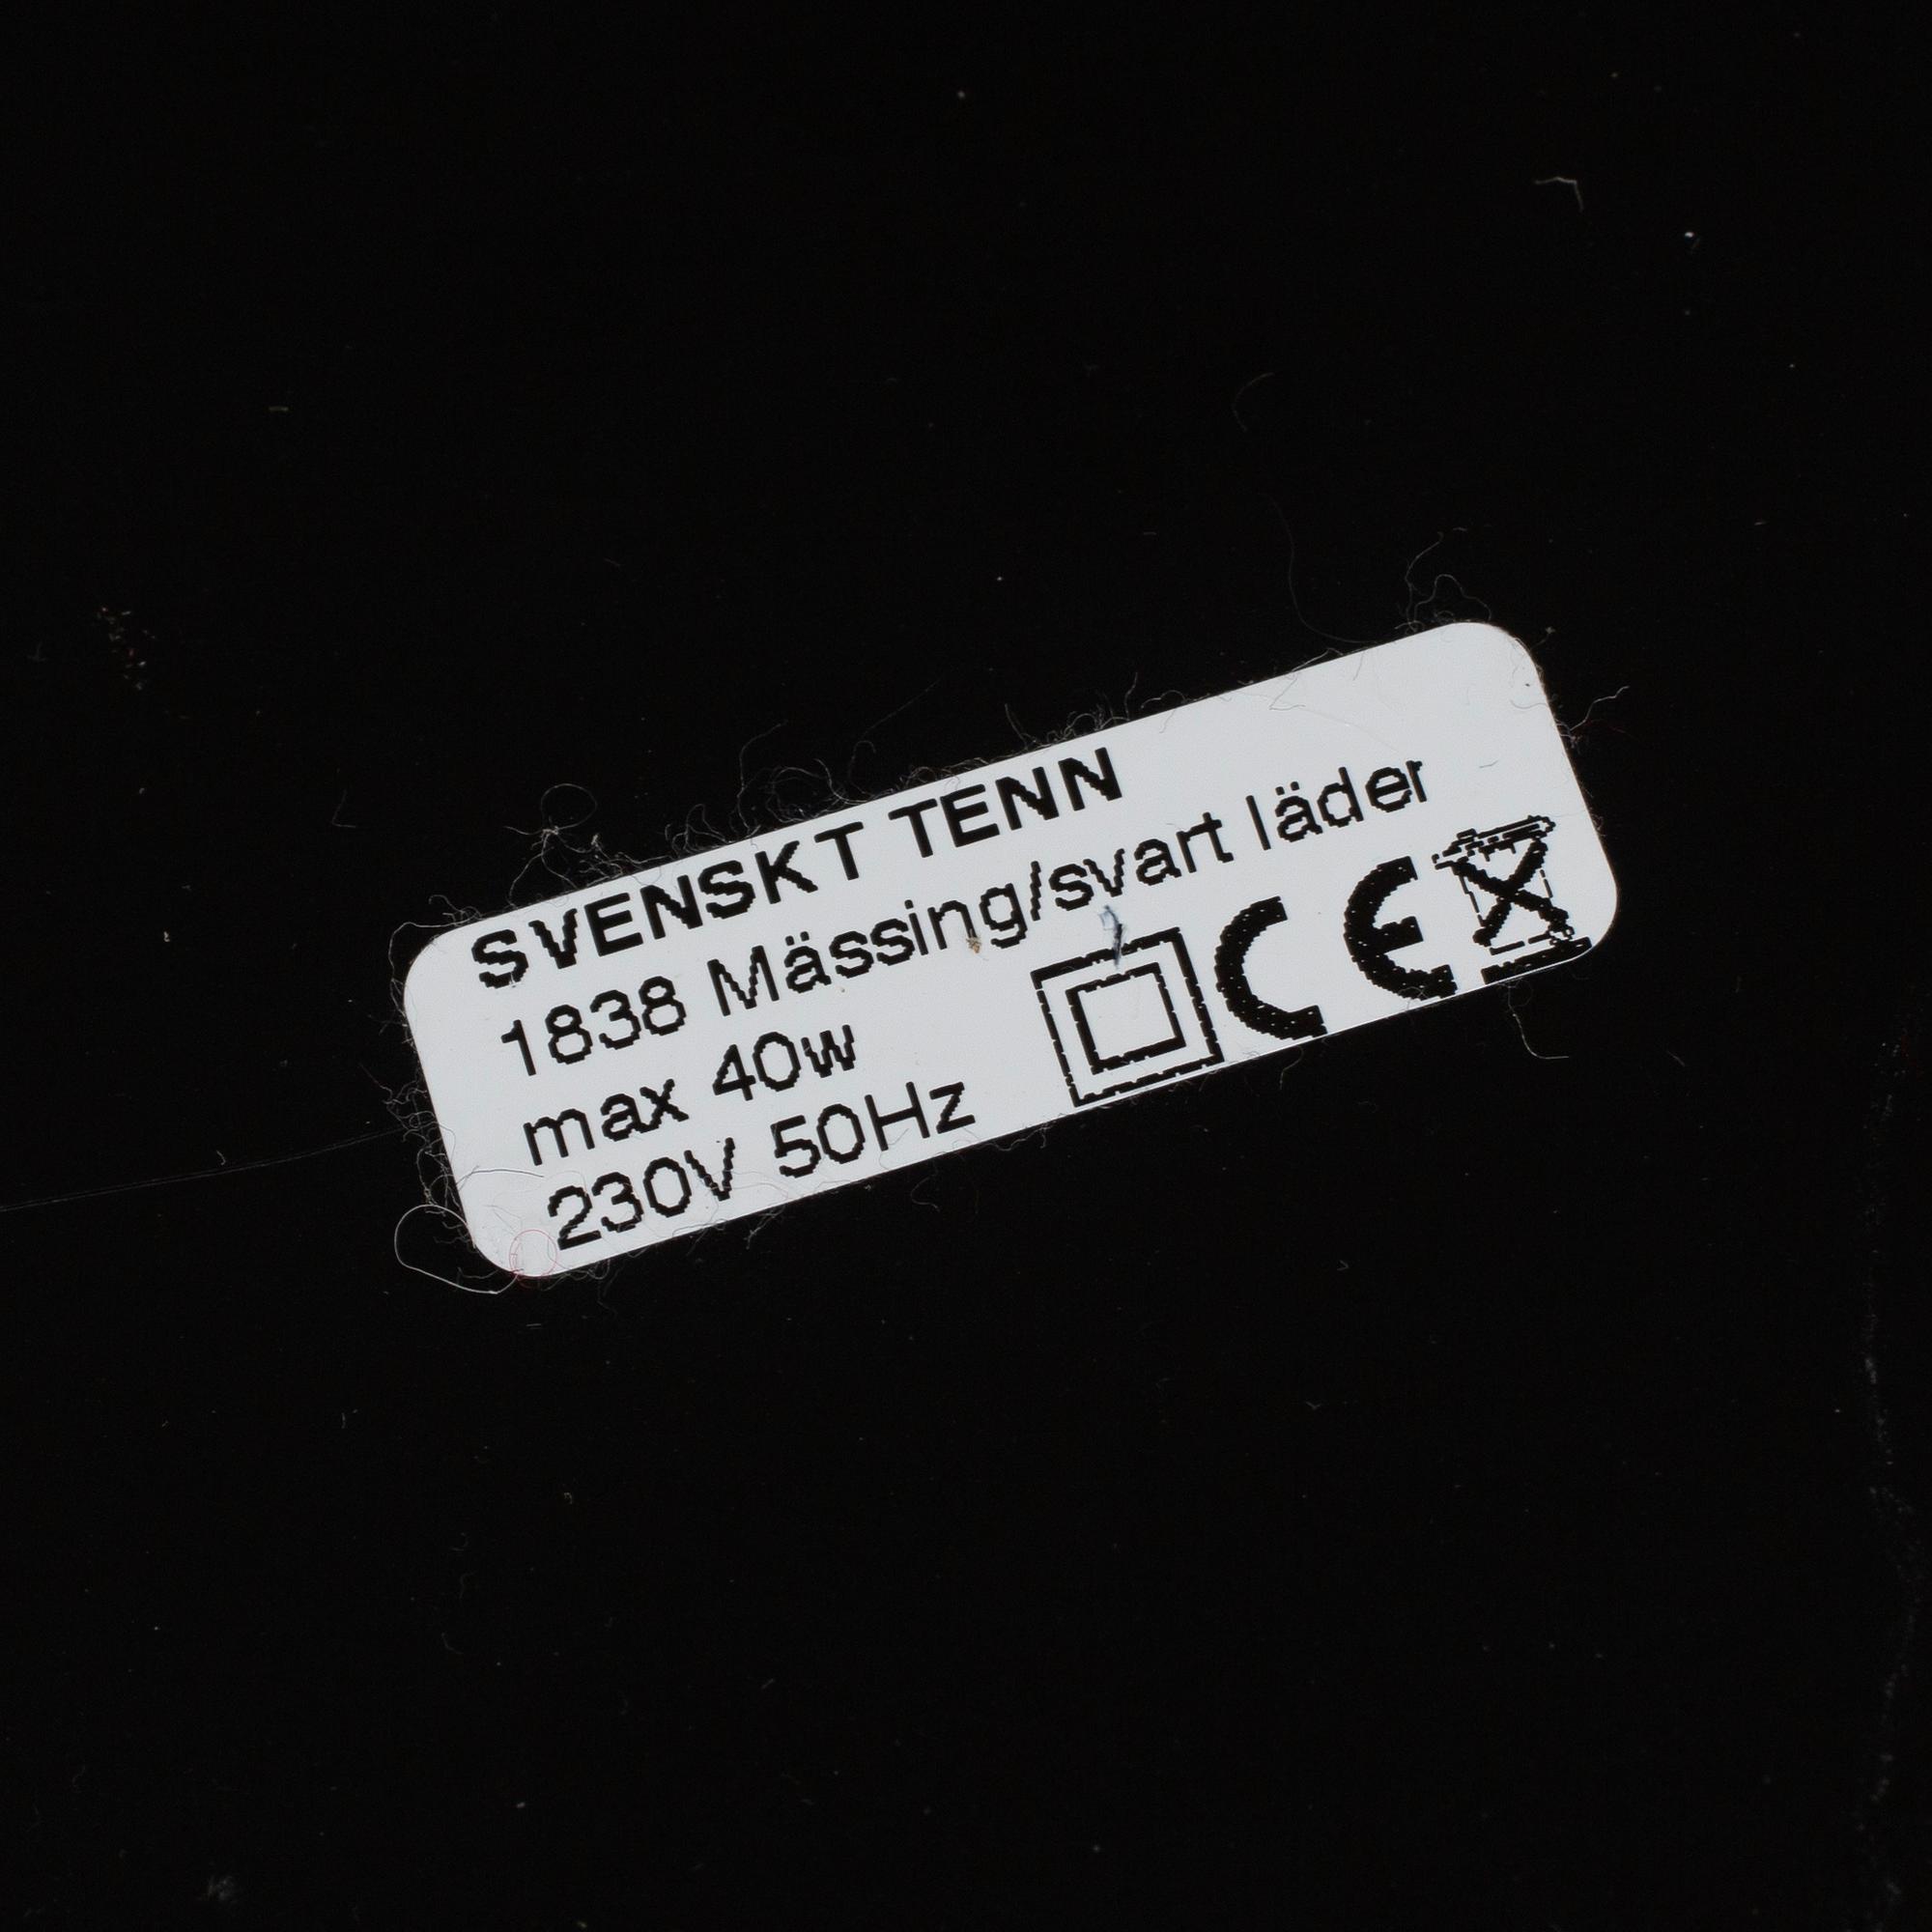 SVENSKT TENN
1838 Mässing/svart läder
max 40w
230V 50Hz
CE